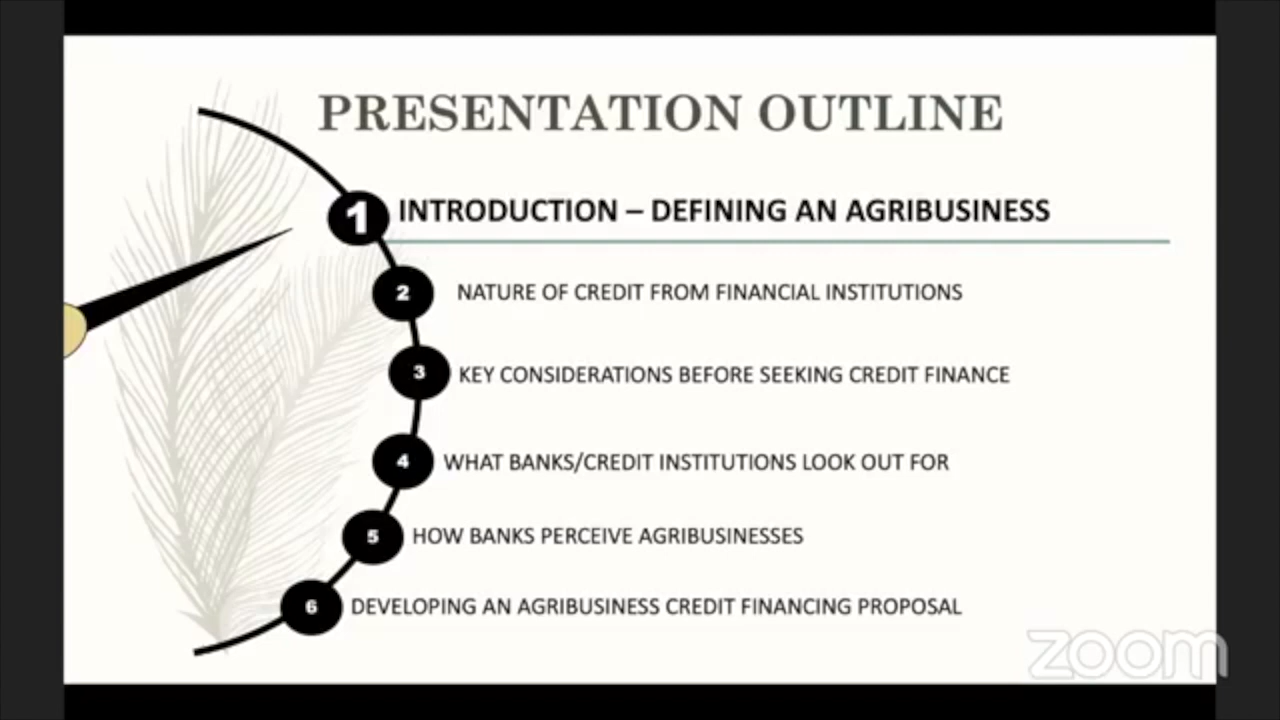 PRESENTATION OUTLINE
1 INTRODUCTION – DEFINING AN AGRIBUSINESS
2 NATURE OF CREDIT FROM FINANCIAL INSTITUTIONS
3 KEY CONSIDERATIONS BEFORE SEEKING CREDIT FINANCE
4 WHAT BANKS/CREDIT INSTITUTIONS LOOK OUT FOR
5 HOW BANKS PERCEIVE AGRIBUSINESSES
6 DEVELOPING AN AGRIBUSINESS CREDIT FINANCING PROPOSAL
zoom